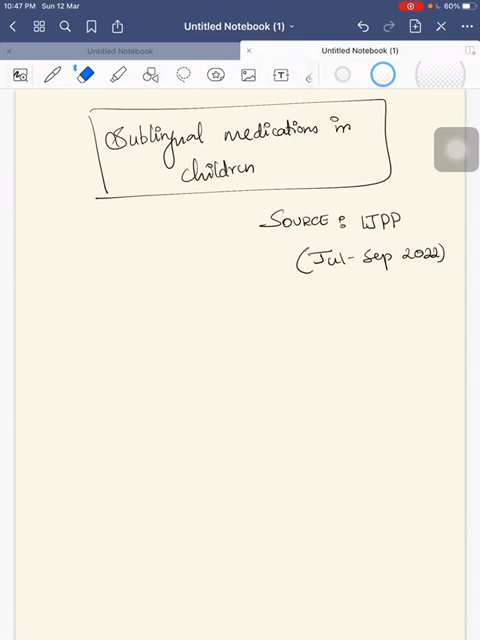 10:47 PM Sun 12 Mar
60%
Untitled Notebook (1)
Untitled Notebook
Untitled Notebook (1)
T
Sublingual medications in
children
SOURCE : IJPP
(Jul- Sep 2022)